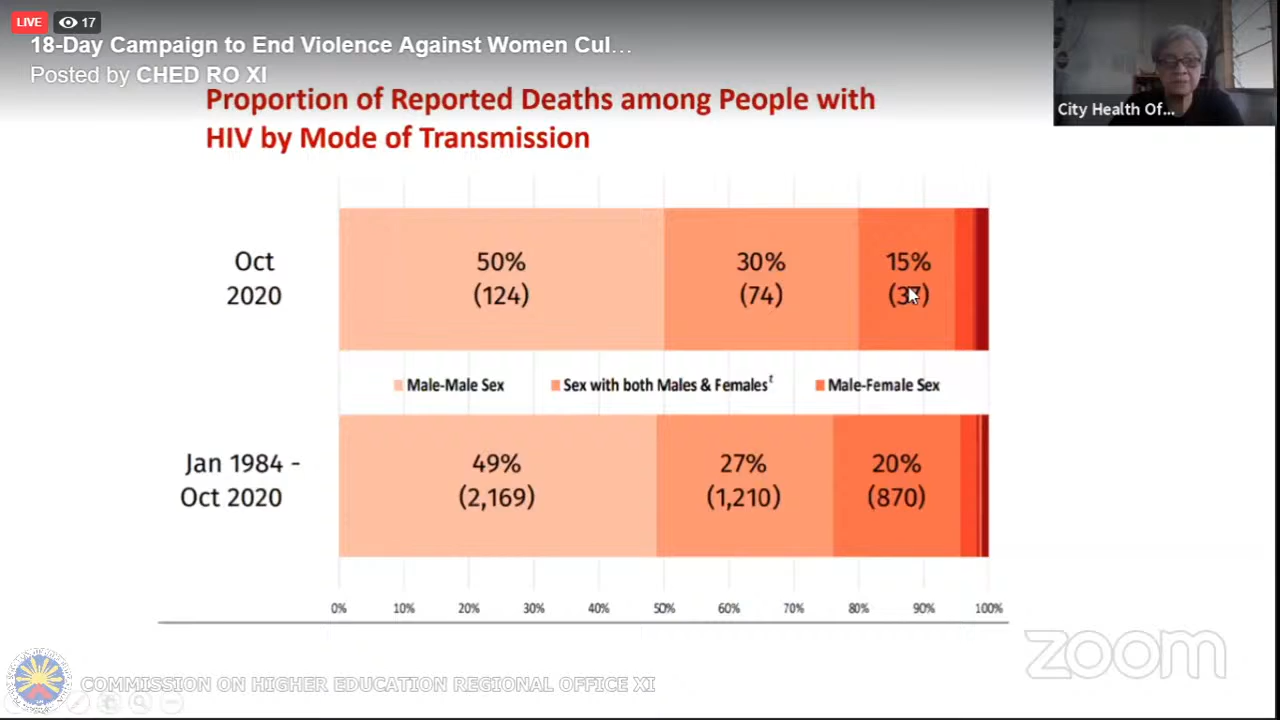 LIVE 17
18-Day Campaign to End Violence Against Women Cul...
Posted by CHED RO XI
City Health Of...
Proportion of Reported Deaths among People with
HIV by Mode of Transmission
Oct
2020
50%
(124)
30%
(74)
15%
(37)
Male-Male Sex
Sex with both Males & Females
Male-Female Sex
Jan 1984 -
Oct 2020
49%
(2,169)
27%
(1,210)
20%
(870)
0% 10% 20% 30% 40% 50% 60% 70% 80% 90% 100%
zoom
COMMISSION ON HIGHER EDUCATION REGIONAL OFFICE XI